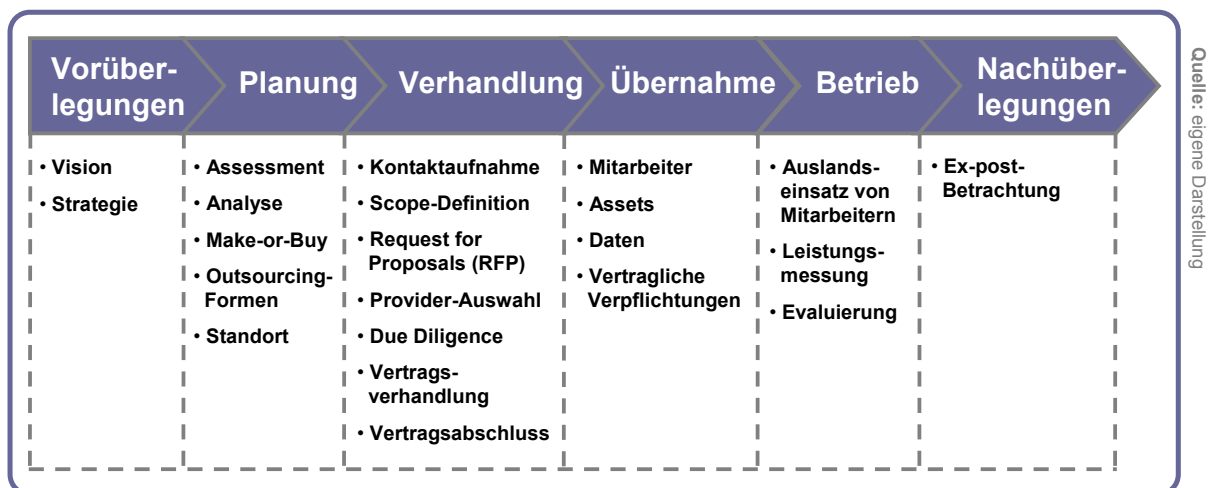 Vorüber-
legungen
Planung
Verhandlung
Übernahme
Betrieb
Nachüber-
legungen
• Vision
• Strategie
• Assessment
• Analyse
• Make-or-Buy
• Outsourcing-
Formen
• Standort
• Kontaktaufnahme
• Scope-Definition
• Request for
Proposals (RFP)
• Provider-Auswahl
• Due Diligence
• Vertrags-
verhandlung
• Vertragsabschluss
• Mitarbeiter
• Assets
• Daten
• Vertragliche
Verpflichtungen
• Auslands-
einsatz von
Mitarbeitern
• Leistungs-
messung
• Evaluierung
• Ex-post-
Betrachtung
Quelle: eigene Darstellung